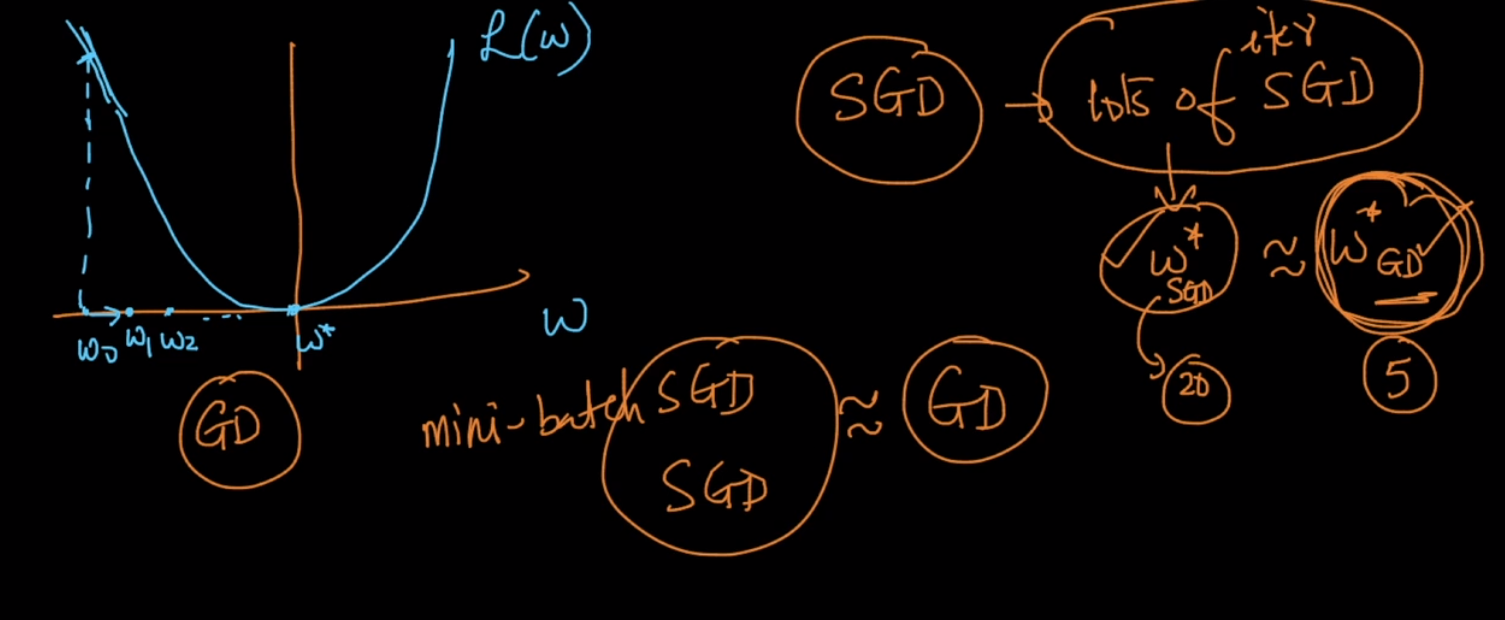 L(w)
SGD → lots of iter SGD
w*SGD ≈ w*GD
20
5
w0 w1 w2 w*
w
GD
mini-batch SGD ≈ GD
SGD